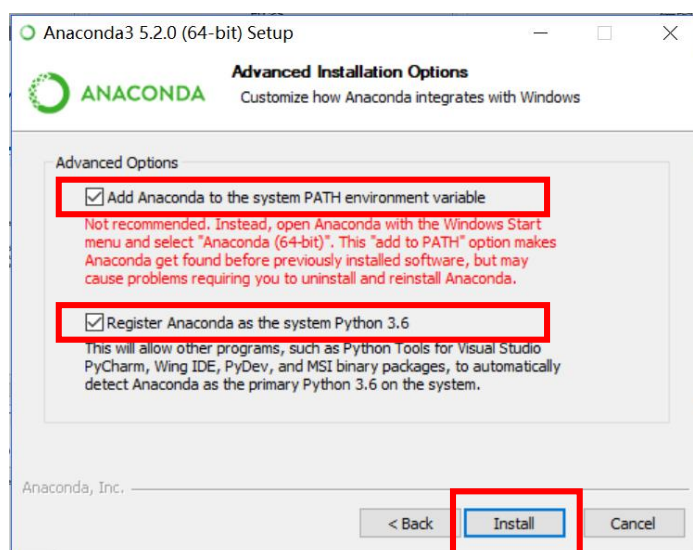 Anaconda3 5.2.0 (64-bit) Setup
ANACONDA
Advanced Installation Options
Customize how Anaconda integrates with Windows
Advanced Options
Add Anaconda to the system PATH environment variable
Not recommended. Instead, open Anaconda with the Windows Start
menu and select "Anaconda (64-bit)". This "add to PATH" option makes
Anaconda get found before previously installed software, but may
cause problems requiring you to uninstall and reinstall Anaconda.
Register Anaconda as the system Python 3.6
This will allow other programs, such as Python Tools for Visual Studio
PyCharm, Wing IDE, PyDev, and MSI binary packages, to automatically
detect Anaconda as the primary Python 3.6 on the system.
Anaconda, Inc.
< Back Install Cancel